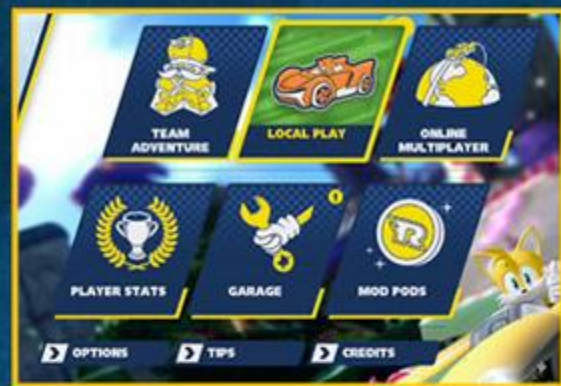 TEAM
ADVENTURE
LOCAL PLAY
ONLINE
MULTIPLAYER
PLAYER STATS
GARAGE
MOD PODS
OPTIONS
TIPS
CREDITS